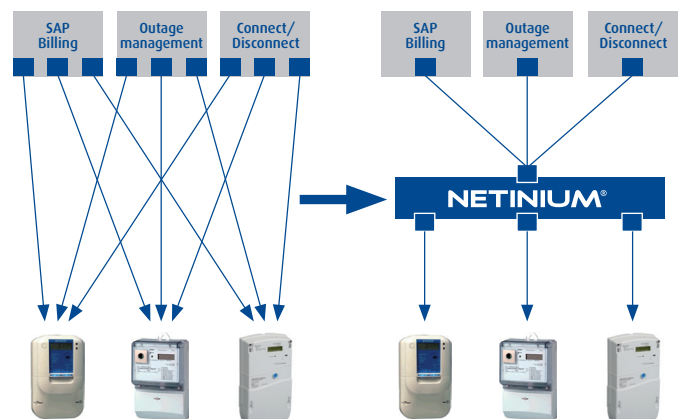 SAP
Billing
Outage
management
Connect/
Disconnect
SAP
Billing
Outage
management
Connect/
Disconnect
NETINIUM®